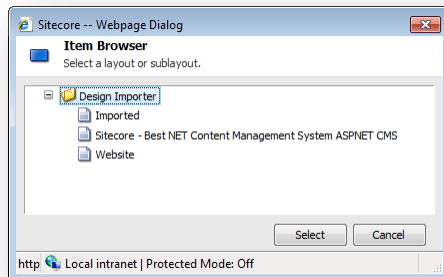 Sitecore -- Webpage Dialog
Item Browser
Select a layout or sublayout.
Design Importer
Imported
Sitecore - Best NET Content Management System ASPNET CMS
Website
Select
Cancel
http
Local intranet | Protected Mode: Off